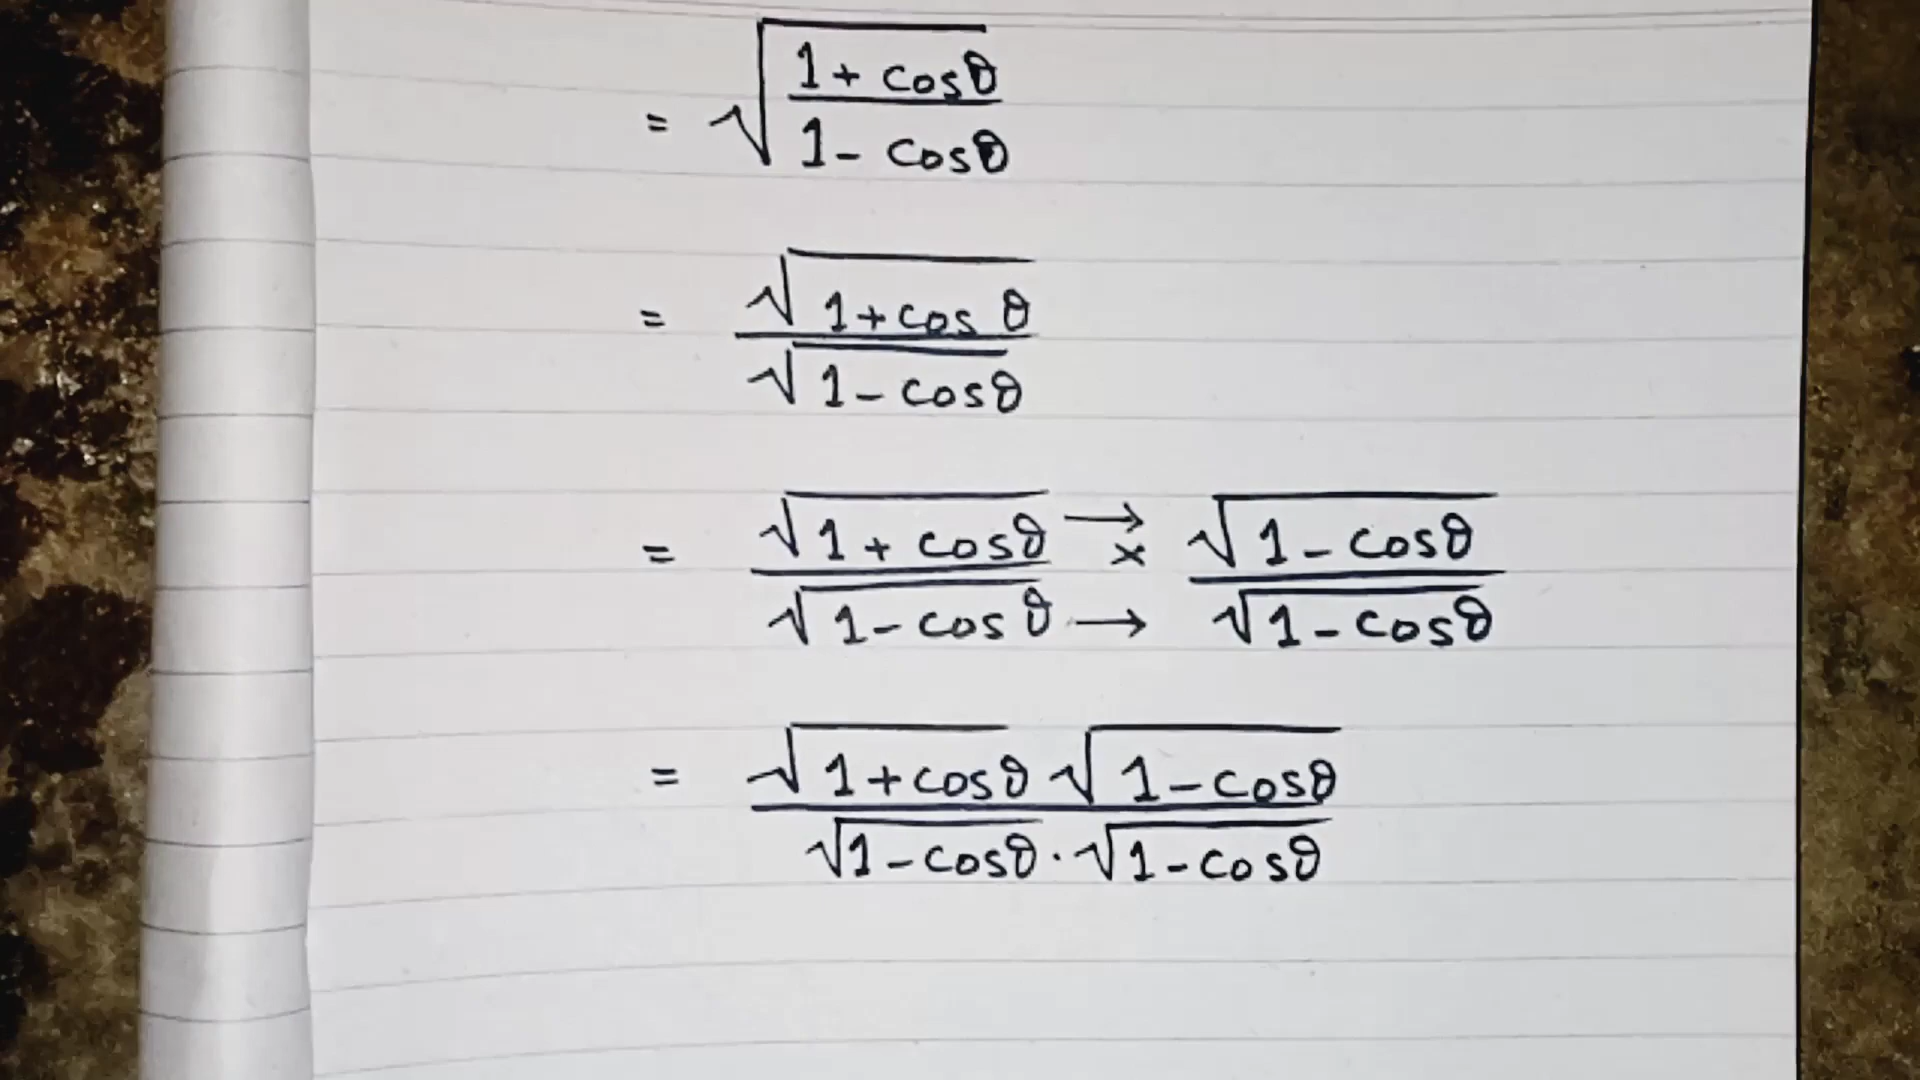 = √(1 + cosθ / 1 - cosθ)
= √(1 + cos θ) / √(1 - cosθ)
= √(1 + cosθ) / √(1 - cosθ) → × → √(1 - cosθ) / √(1 - cosθ)
= √(1 + cosθ) √(1 - cosθ) / √(1 - cosθ) · √(1 - cosθ)